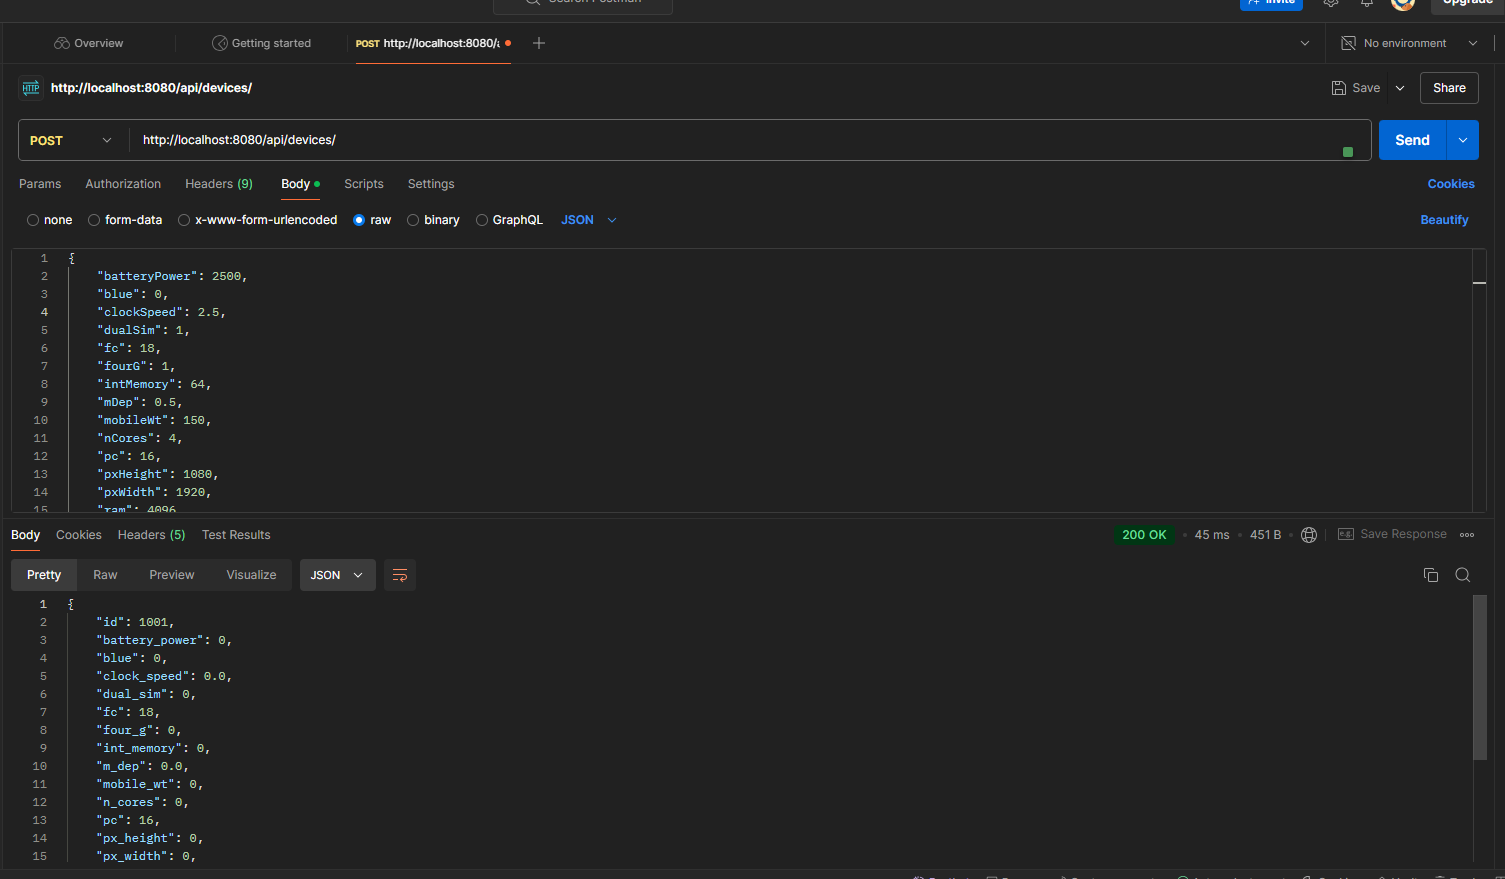 Search Postman
Invite
Upgrade
Overview
Getting started
POST http://localhost:8080/a
No environment
HTTP http://localhost:8080/api/devices/
Save
Share
POST
http://localhost:8080/api/devices/
Send
Params Authorization Headers (9) Body Scripts Settings
Cookies
none form-data x-www-form-urlencoded raw binary GraphQL JSON
Beautify
1 {
2 "batteryPower": 2500,
3 "blue": 0,
4 "clockSpeed": 2.5,
5 "dualSim": 1,
6 "fc": 18,
7 "fourG": 1,
8 "intMemory": 64,
9 "mDep": 0.5,
10 "mobileWt": 150,
11 "nCores": 4,
12 "pc": 16,
13 "pxHeight": 1080,
14 "pxWidth": 1920,
15 "ram": 4096
Body Cookies Headers (5) Test Results
200 OK • 45 ms • 451 B •
Save Response
Pretty Raw Preview Visualize JSON
1 {
2 "id": 1001,
3 "battery_power": 0,
4 "blue": 0,
5 "clock_speed": 0.0,
6 "dual_sim": 0,
7 "fc": 18,
8 "four_g": 0,
9 "int_memory": 0,
10 "m_dep": 0.0,
11 "mobile_wt": 0,
12 "n_cores": 0,
13 "pc": 16,
14 "px_height": 0,
15 "px_width": 0,